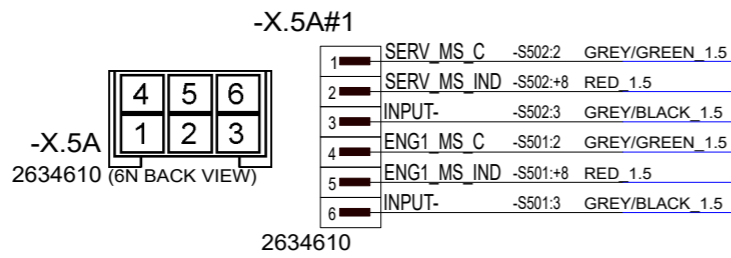 -X.5A#1
1 SERV_MS_C -S502:2 GREY/GREEN_1.5
2 SERV_MS_IND -S502:+8 RED_1.5
3 INPUT- -S502:3 GREY/BLACK_1.5
4 ENG1_MS_C -S501:2 GREY/GREEN_1.5
5 ENG1_MS_IND -S501:+8 RED_1.5
6 INPUT- -S501:3 GREY/BLACK_1.5
2634610
4 5 6
1 2 3
-X.5A
2634610 (6N BACK VIEW)